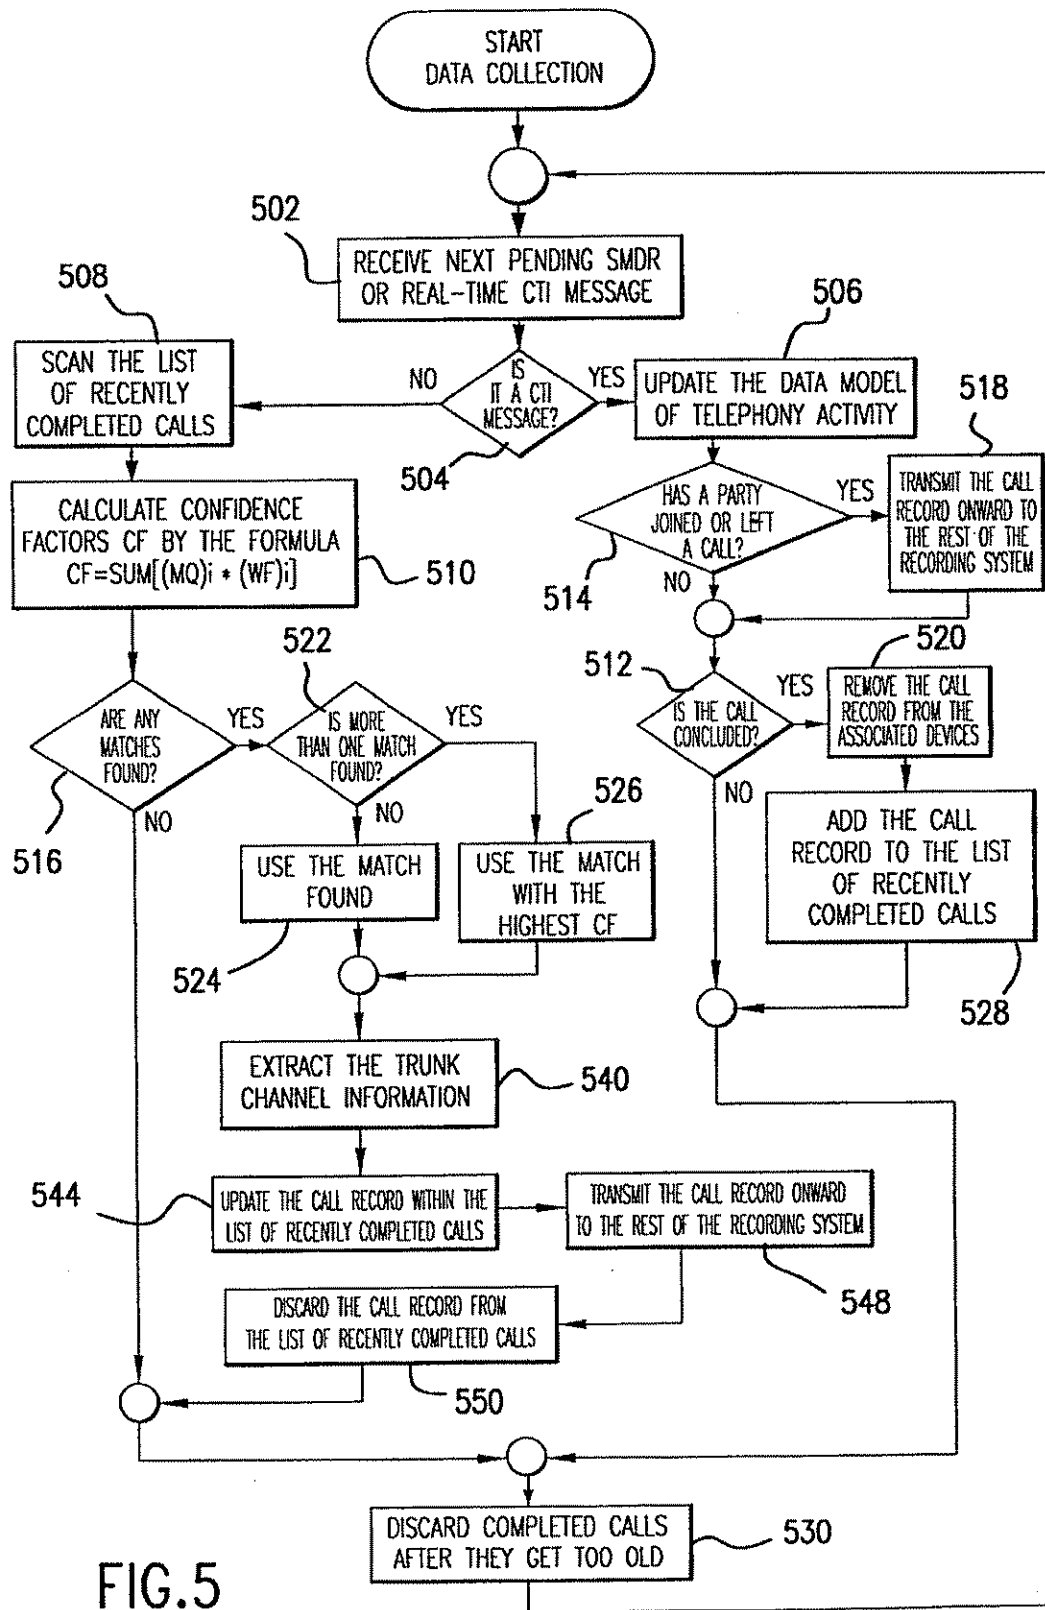 START
DATA COLLECTION
502
RECEIVE NEXT PENDING SMDR
OR REAL-TIME CTI MESSAGE
508
SCAN THE LIST
OF RECENTLY
COMPLETED CALLS
NO
IS
IT A CTI
MESSAGE?
YES
504
506
UPDATE THE DATA MODEL
OF TELEPHONY ACTIVITY
518
TRANSMIT THE CALL
RECORD ONWARD TO
THE REST OF THE
RECORDING SYSTEM
CALCULATE CONFIDENCE
FACTORS CF BY THE FORMULA
CF=SUM[(MQ)i * (WF)i]
510
HAS A PARTY
JOINED OR LEFT
A CALL?
YES
514
NO
522
512
520
ARE ANY
MATCHES
FOUND?
YES
516
NO
IS MORE
THAN ONE MATCH
FOUND?
YES
NO
IS THE CALL
CONCLUDED?
YES
NO
REMOVE THE CALL
RECORD FROM THE
ASSOCIATED DEVICES
526
USE THE MATCH
FOUND
524
USE THE MATCH
WITH THE
HIGHEST CF
ADD THE CALL
RECORD TO THE LIST
OF RECENTLY
COMPLETED CALLS
528
EXTRACT THE TRUNK
CHANNEL INFORMATION
540
544
UPDATE THE CALL RECORD WITHIN THE
LIST OF RECENTLY COMPLETED CALLS
TRANSMIT THE CALL RECORD ONWARD
TO THE REST OF THE RECORDING SYSTEM
548
DISCARD THE CALL RECORD FROM
THE LIST OF RECENTLY COMPLETED CALLS
550
DISCARD COMPLETED CALLS
AFTER THEY GET TOO OLD
530
FIG.5